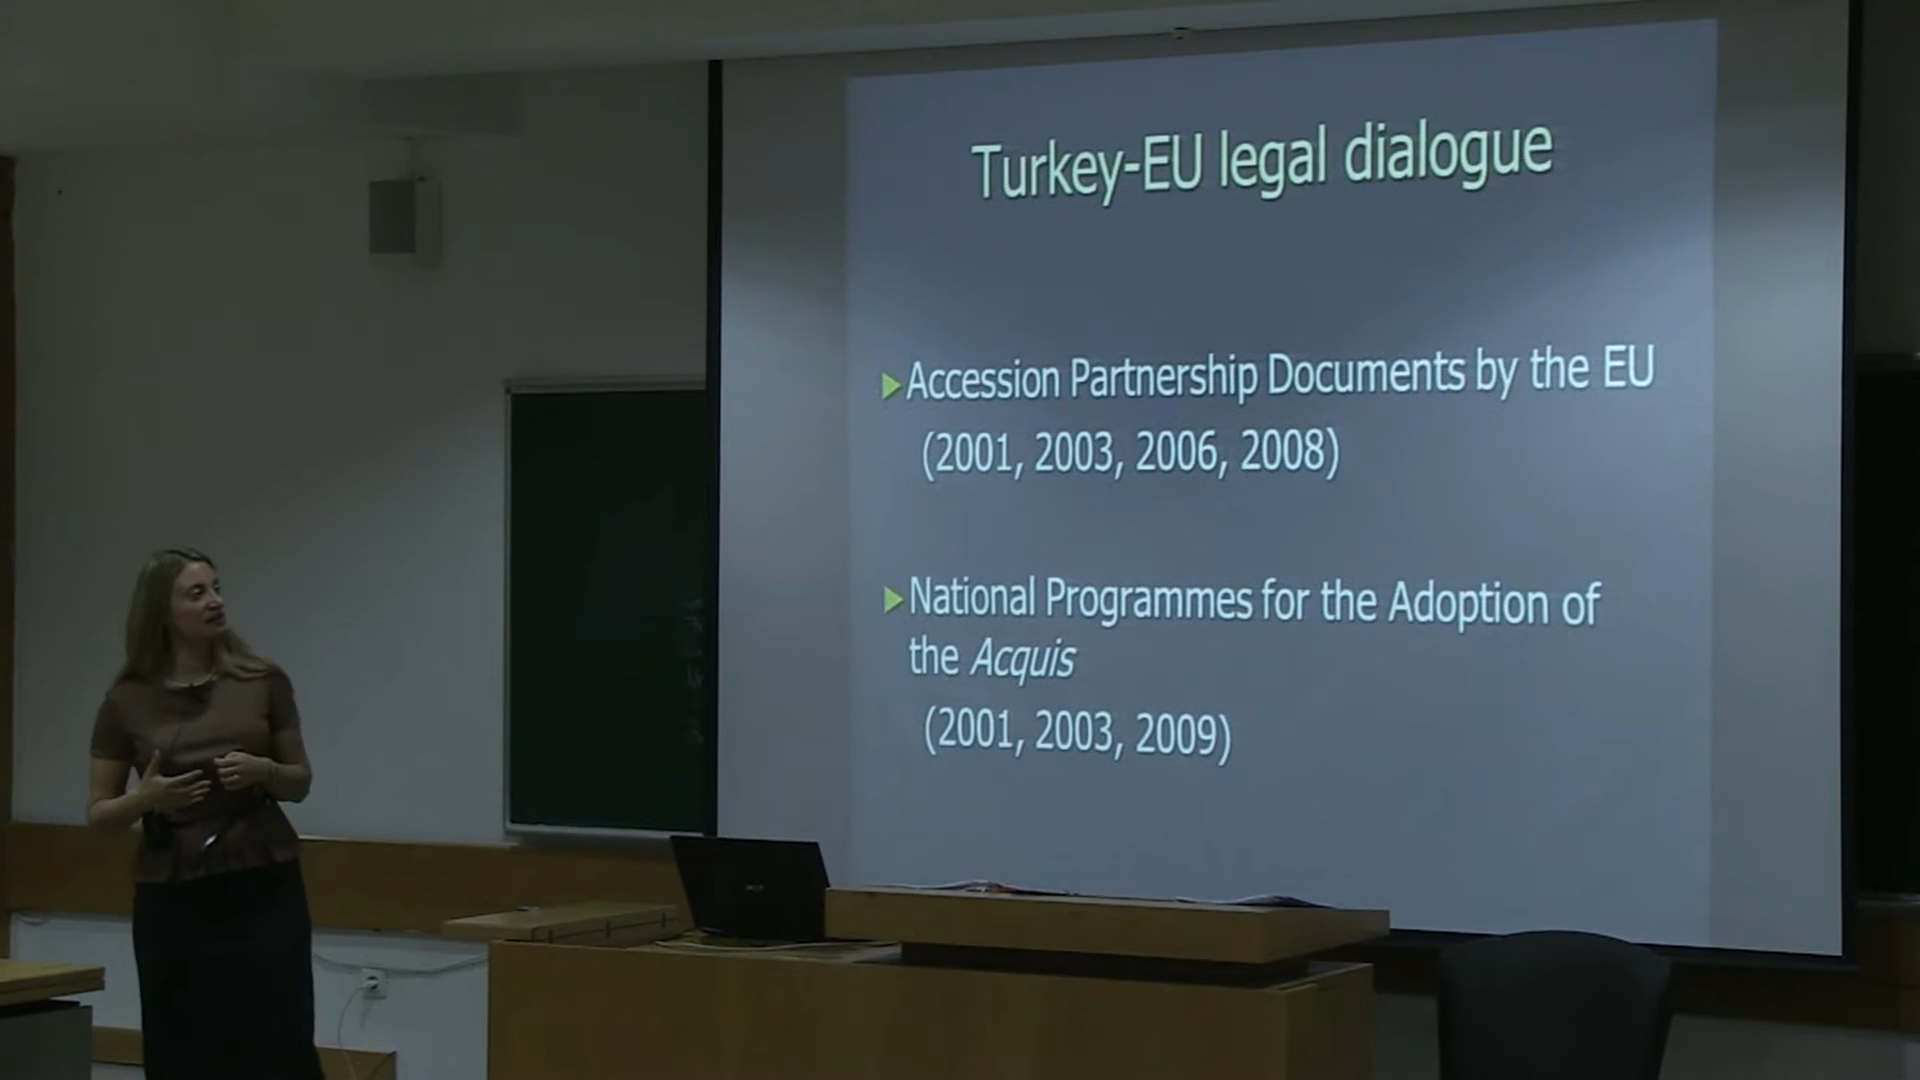 Turkey-EU legal dialogue
Accession Partnership Documents by the EU
(2001, 2003, 2006, 2008)
National Programmes for the Adoption of
the Acquis
(2001, 2003, 2009)
acer